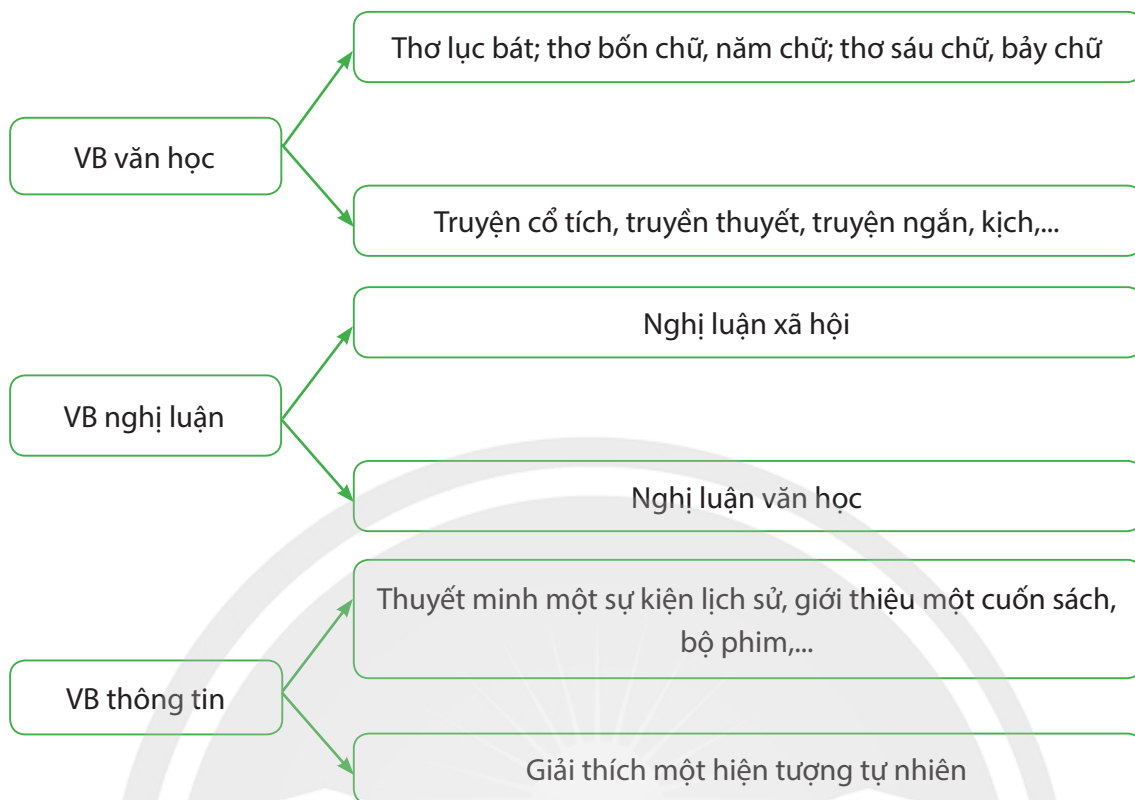 Thơ lục bát; thơ bốn chữ, năm chữ; thơ sáu chữ, bảy chữ
VB văn học
Truyện cổ tích, truyền thuyết, truyện ngắn, kịch,...
Nghị luận xã hội
VB nghị luận
Nghị luận văn học
Thuyết minh một sự kiện lịch sử, giới thiệu một cuốn sách,
bộ phim,...
VB thông tin
Giải thích một hiện tượng tự nhiên